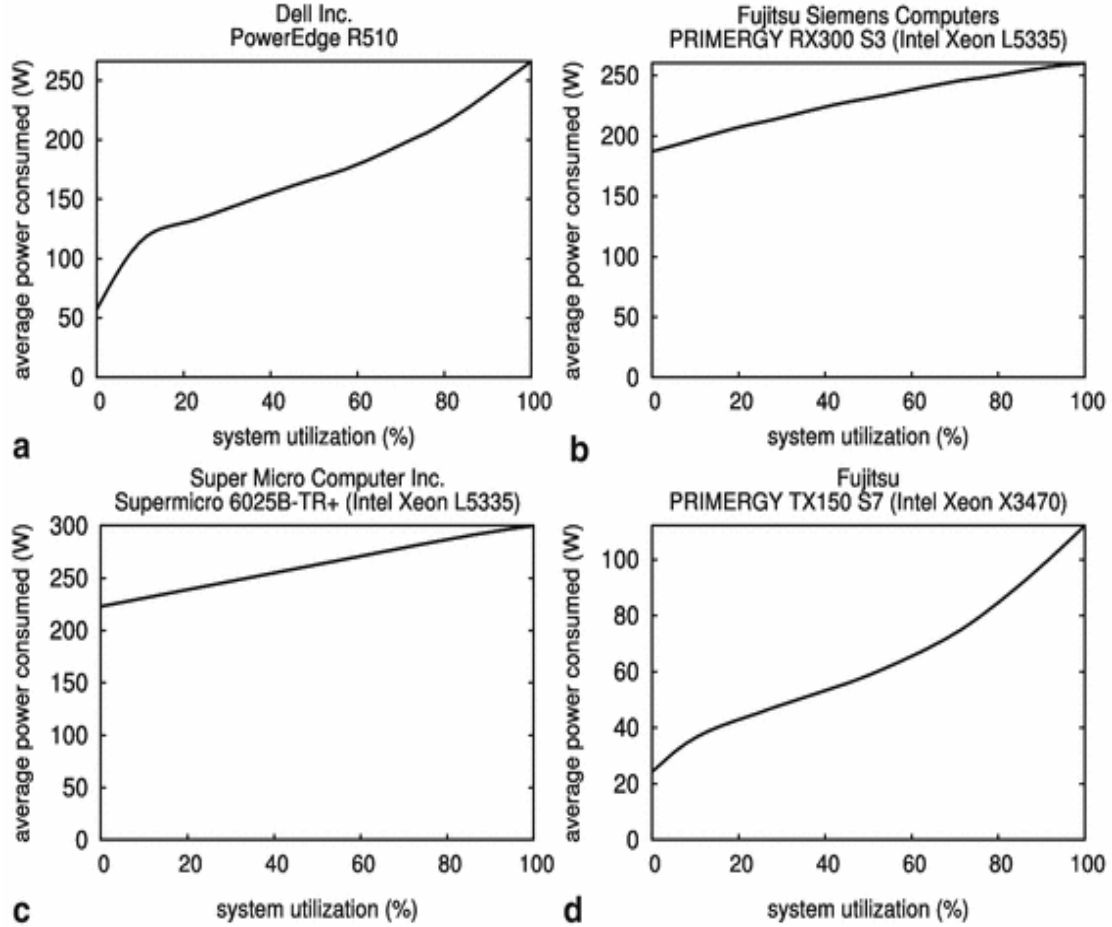 Dell Inc.
PowerEdge R510
average power consumed (W)
250
200
150
100
50
0
0 20 40 60 80 100
system utilization (%)
a
Fujitsu Siemens Computers
PRIMERGY RX300 S3 (Intel Xeon L5335)
average power consumed (W)
250
200
150
100
50
0
0 20 40 60 80 100
system utilization (%)
b
Super Micro Computer Inc.
Supermicro 6025B-TR+ (Intel Xeon L5335)
average power consumed (W)
300
250
200
150
100
50
0
0 20 40 60 80 100
system utilization (%)
c
Fujitsu
PRIMERGY TX150 S7 (Intel Xeon X3470)
average power consumed (W)
100
80
60
40
20
0
0 20 40 60 80 100
system utilization (%)
d